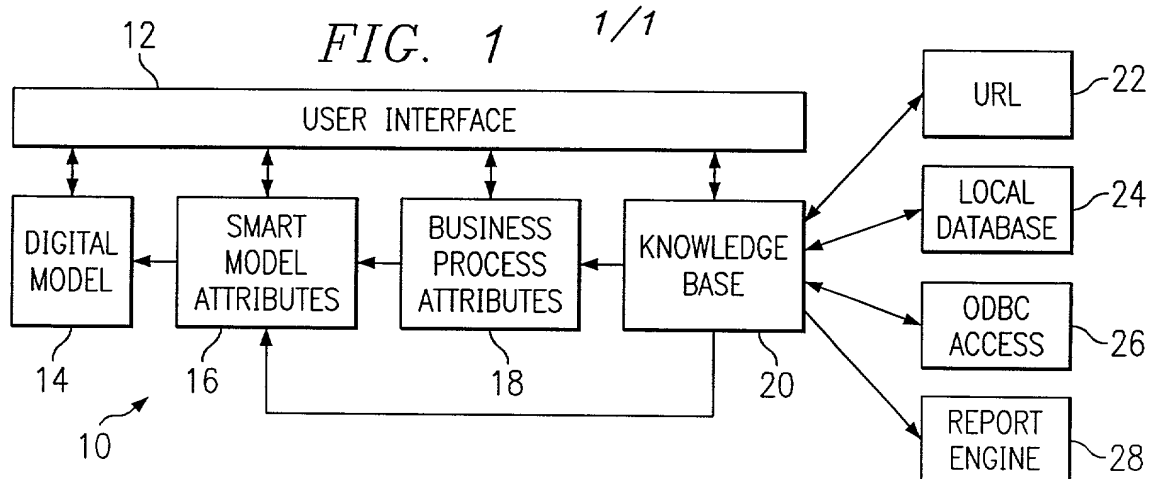 FIG. 1
1/1
12
USER INTERFACE
DIGITAL
MODEL
SMART
MODEL
ATTRIBUTES
BUSINESS
PROCESS
ATTRIBUTES
KNOWLEDGE
BASE
URL
22
LOCAL
DATABASE
24
ODBC
ACCESS
26
REPORT
ENGINE
28
14
16
18
20
10